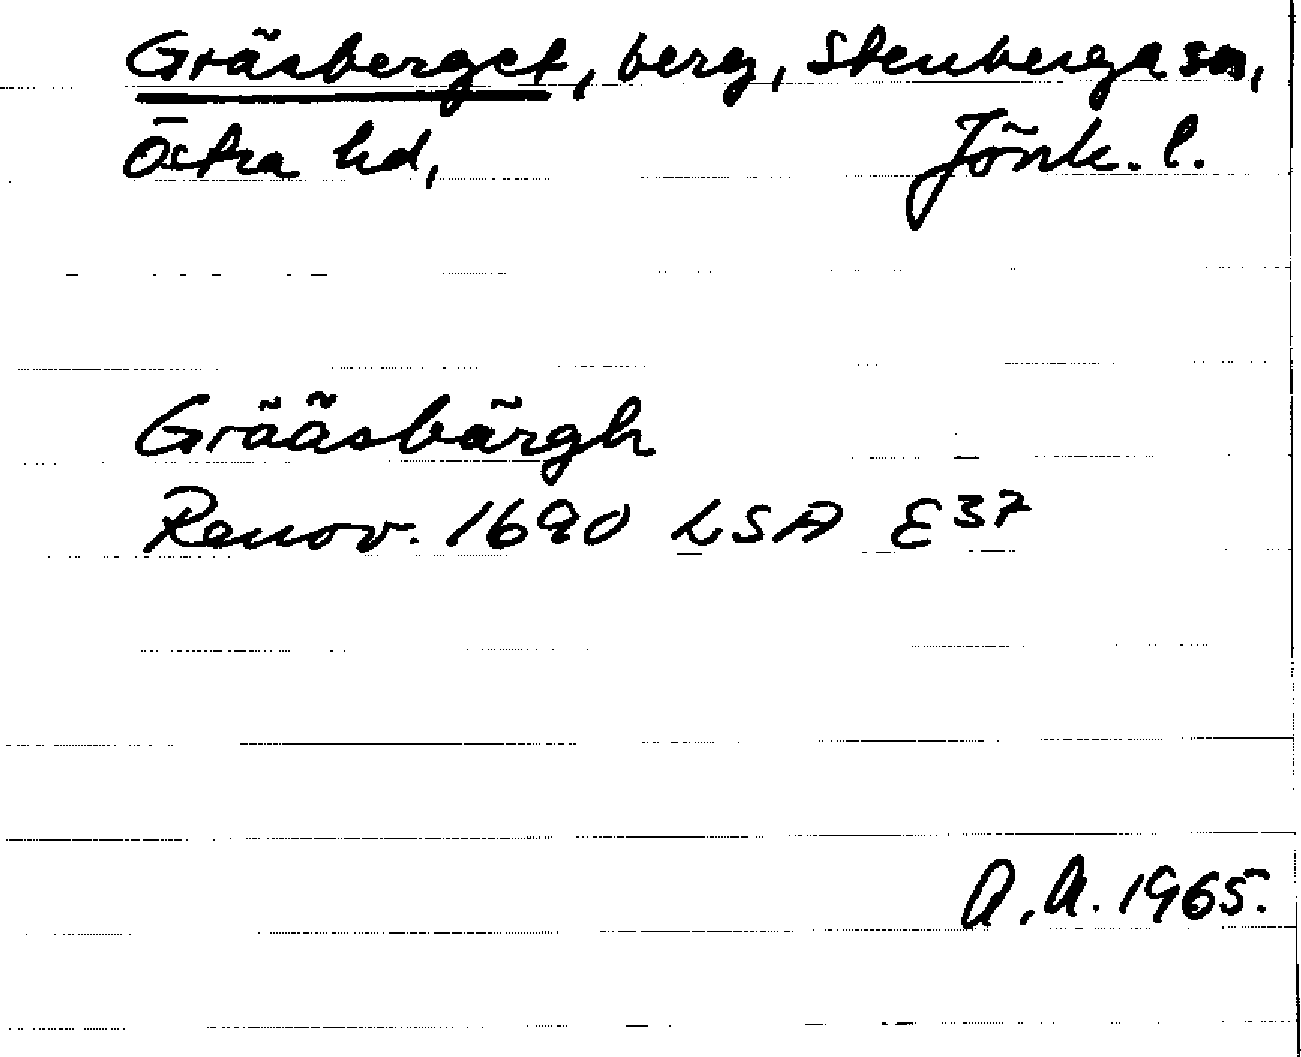 Gräsberget, berg, Stenberga sn,
Östra hd, Jönk. l.
Grääsbärgh
Renov. 1690 LSA E³⁷
A.A. 1965.